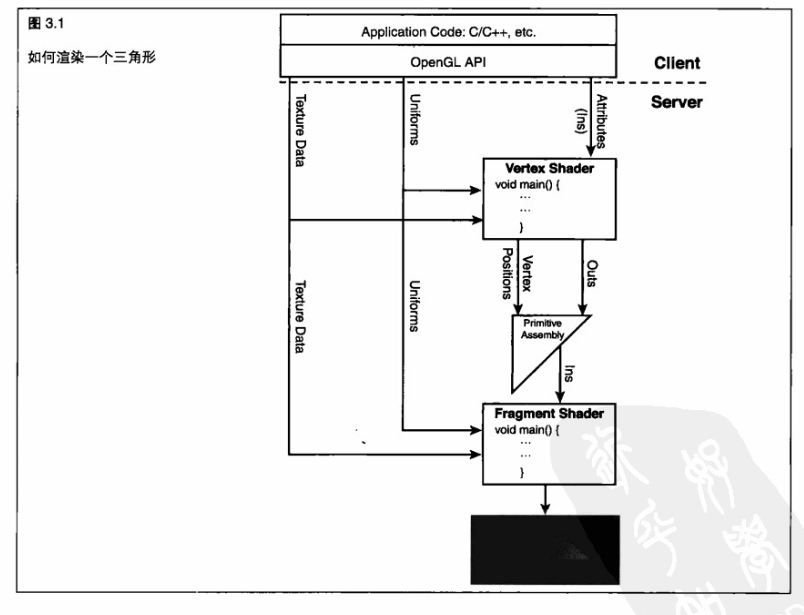 图 3.1
如何渲染一个三角形
Application Code: C/C++, etc.
OpenGL API
Client
Server
Texture Data
Uniforms
Attributes
(Ins)
Vertex Shader
void main() {
...
...
}
Vertex
Positions
Outs
Primitive
Assembly
Texture Data
Uniforms
Ins
Fragment Shader
void main() {
...
...
}